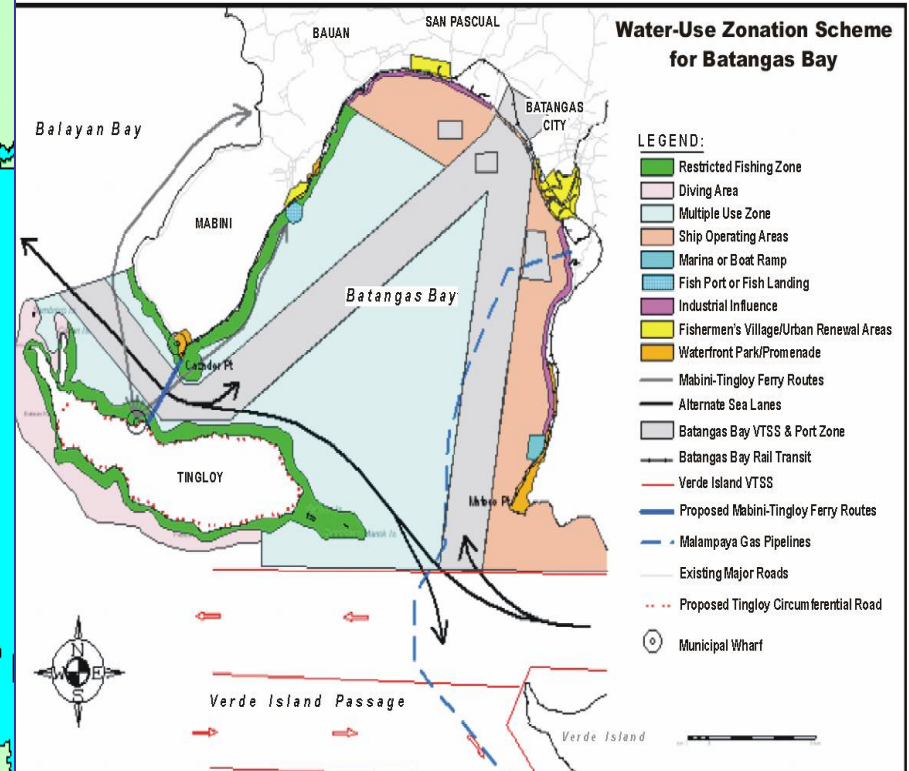 Water-Use Zonation Scheme
for Batangas Bay
SAN PASCUAL
BAUAN
BATANGAS
CITY
Balayan Bay
MABINI
Batangas Bay
TINGLOY
Verde Island Passage
Verde Island
N
W E
S
LEGEND:
Restricted Fishing Zone
Diving Area
Multiple Use Zone
Ship Operating Areas
Marina or Boat Ramp
Fish Port or Fish Landing
Industrial Influence
Fishermen's Village/Urban Renewal Areas
Waterfront Park/Promenade
Mabini-Tingloy Ferry Routes
Alternate Sea Lanes
Batangas Bay VTSS & Port Zone
Batangas Bay Rail Transit
Verde Island VTSS
Proposed Mabini-Tingloy Ferry Routes
Malampaya Gas Pipelines
Existing Major Roads
Proposed Tingloy Circumferential Road
Municipal Wharf